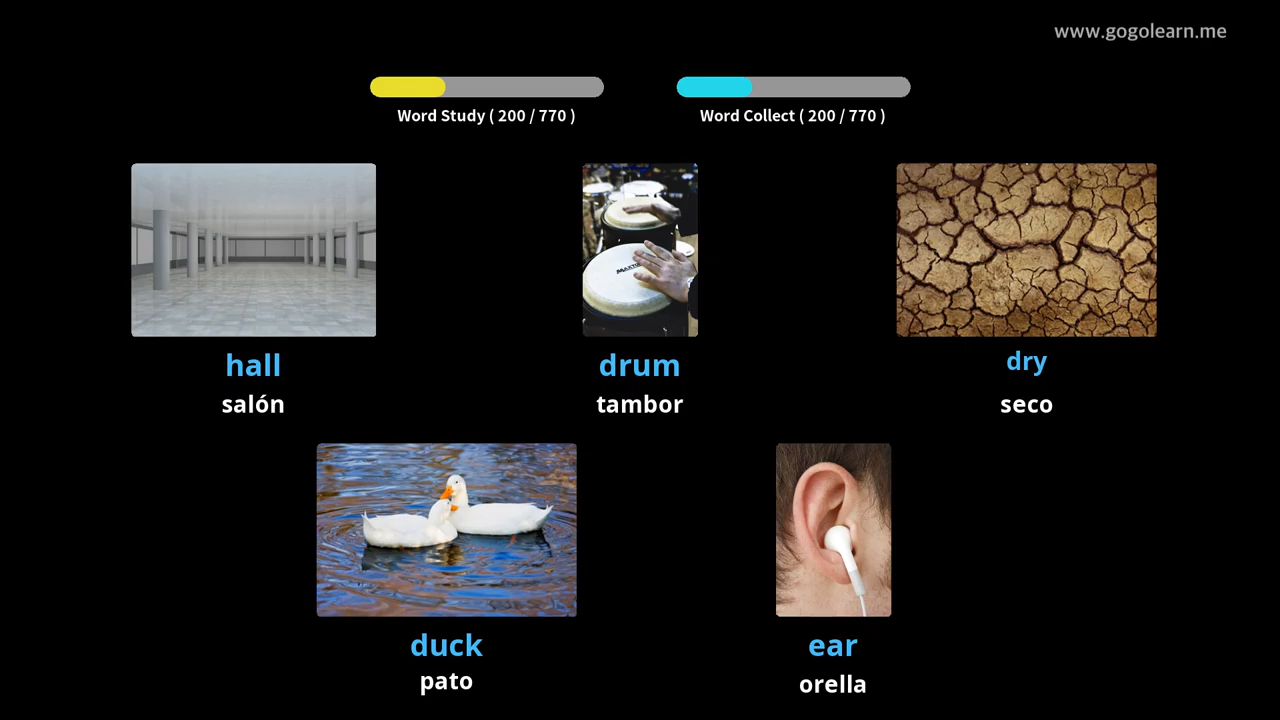 www.gogolearn.me
Word Study ( 200 / 770 )
Word Collect ( 200 / 770 )
hall
salón
drum
tambor
dry
seco
duck
pato
ear
orella